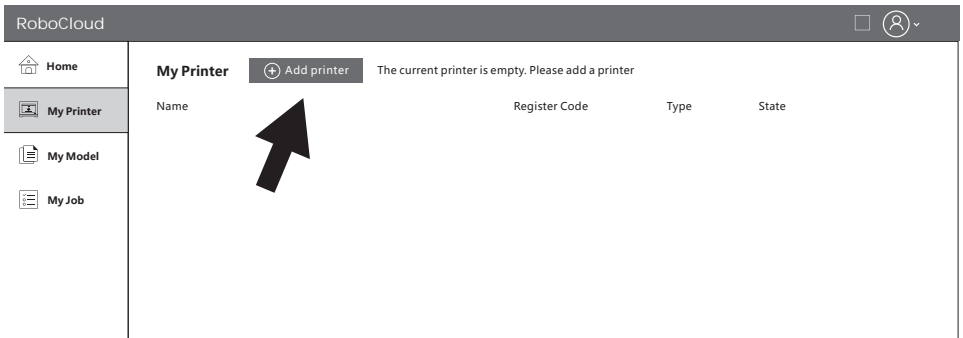 RoboCloud
Home
My Printer Add printer The current printer is empty. Please add a printer
My Printer
Name Register Code Type State
My Model
My Job